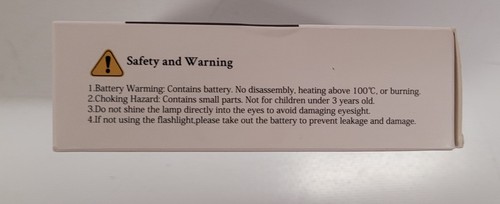 Safety and Warning
1.Battery Warming: Contains battery. No disassembly, heating above 100℃, or burning.
2.Choking Hazard: Contains small parts. Not for children under 3 years old.
3.Do not shine the lamp directly into the eyes to avoid damaging eyesight.
4.If not using the flashlight,please take out the battery to prevent leakage and damage.